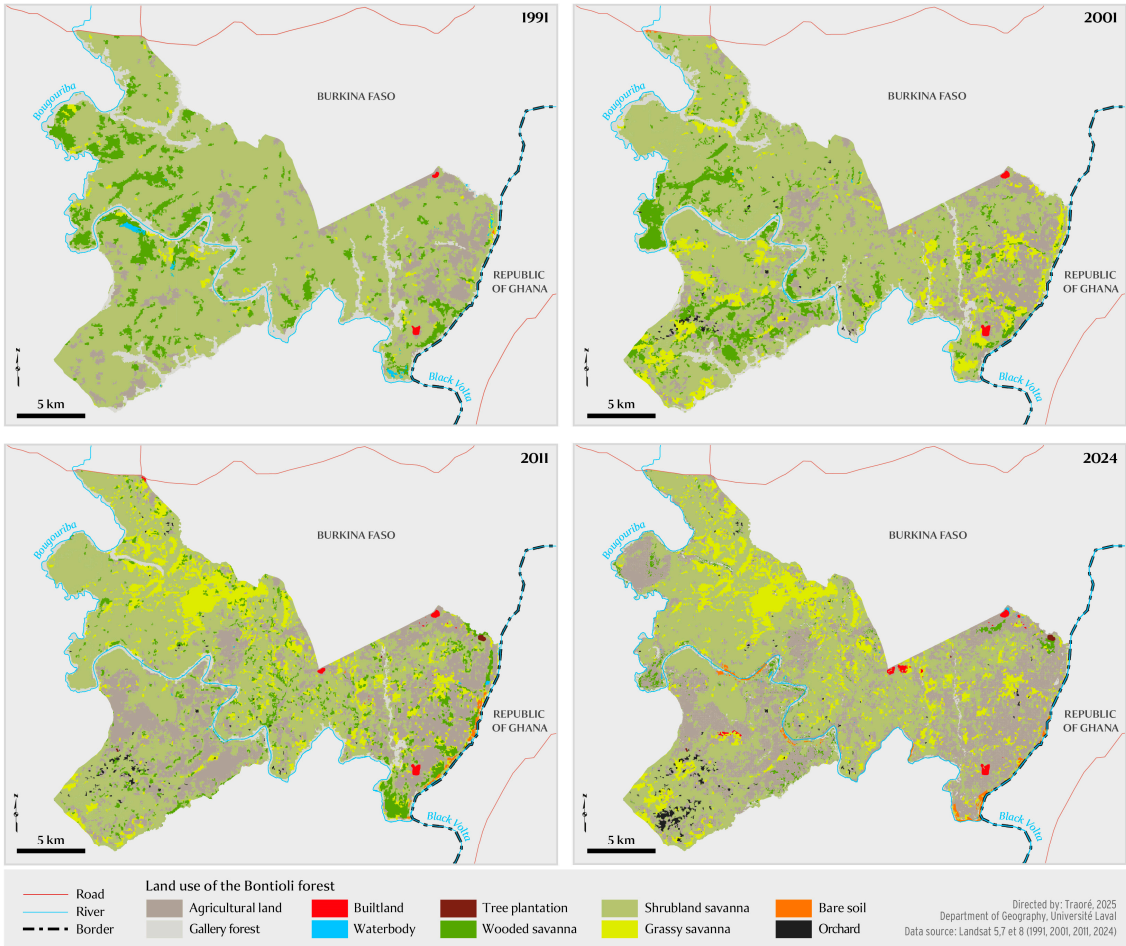 1991
Bougouriba
BURKINA FASO
REPUBLIC
OF GHANA
N
5 km
Black Volta
2001
Bougouriba
BURKINA FASO
REPUBLIC
OF GHANA
N
5 km
Black Volta
2011
Bougouriba
BURKINA FASO
REPUBLIC
OF GHANA
N
5 km
Black Volta
2024
Bougouriba
BURKINA FASO
REPUBLIC
OF GHANA
N
5 km
Black Volta
Road
River
Border
Land use of the Bontioli forest
Agricultural land
Builtland
Tree plantation
Shrubland savanna
Bare soil
Gallery forest
Waterbody
Wooded savanna
Grassy savanna
Orchard
Directed by: Traoré, 2025
Department of Geography, Université Laval
Data source: Landsat 5,7 et 8 (1991, 2001, 2011, 2024)